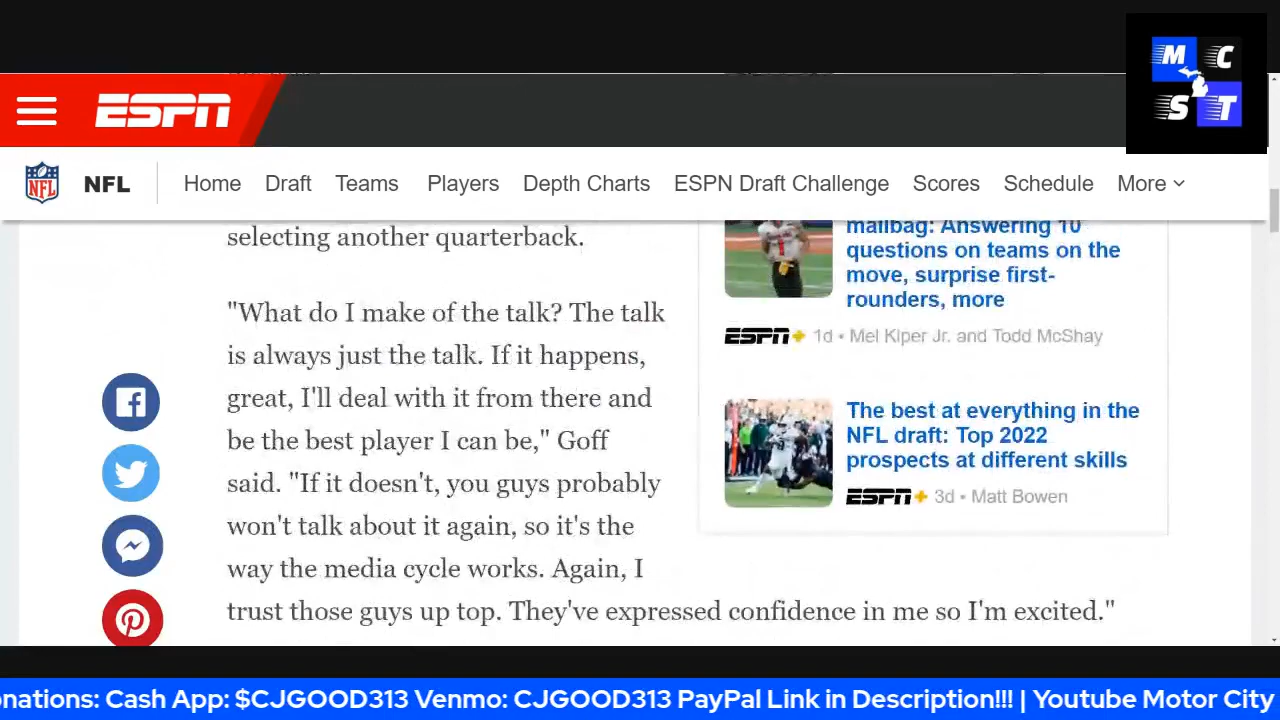 M C
S T
ESPN
NFL
NFL Home Draft Teams Players Depth Charts ESPN Draft Challenge Scores Schedule More
selecting another quarterback.
"What do I make of the talk? The talk
is always just the talk. If it happens,
great, I'll deal with it from there and
be the best player I can be," Goff
said. "If it doesn't, you guys probably
won't talk about it again, so it's the
way the media cycle works. Again, I
trust those guys up top. They've expressed confidence in me so I'm excited."
mailbag: Answering 10
questions on teams on the
move, surprise first-
rounders, more
ESPN+ 1d • Mel Kiper Jr. and Todd McShay
The best at everything in the
NFL draft: Top 2022
prospects at different skills
ESPN+ 3d • Matt Bowen
onations: Cash App: $CJGOOD313 Venmo: CJGOOD313 PayPal Link in Description!!! | Youtube Motor City